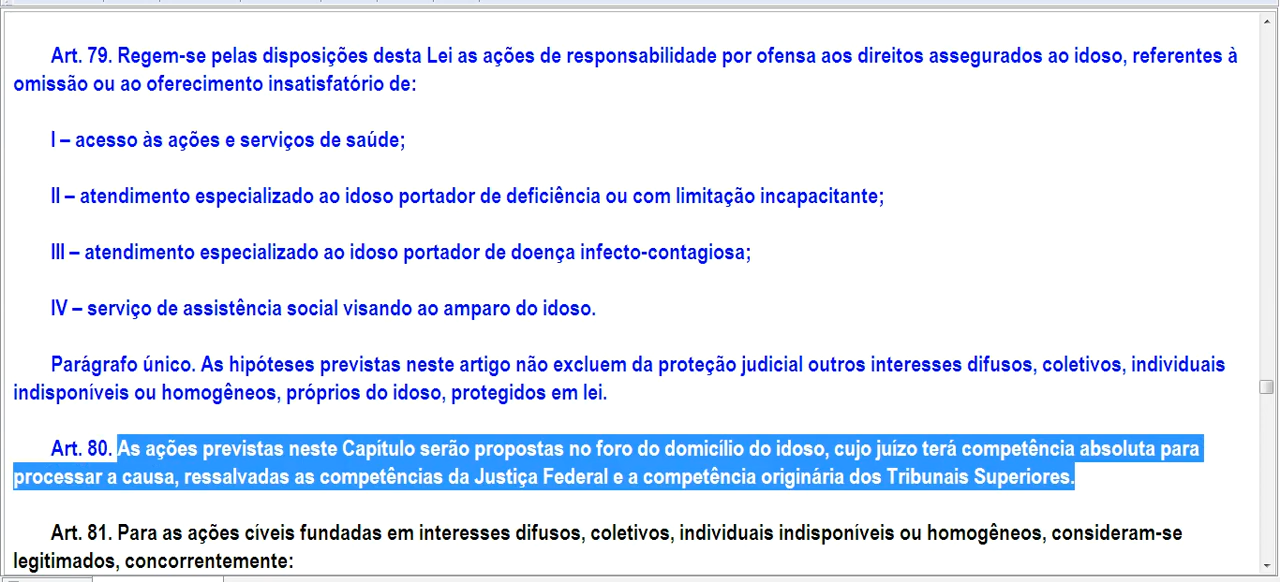 Art. 79. Regem-se pelas disposições desta Lei as ações de responsabilidade por ofensa aos direitos assegurados ao idoso, referentes à
omissão ou ao oferecimento insatisfatório de:
I – acesso às ações e serviços de saúde;
II – atendimento especializado ao idoso portador de deficiência ou com limitação incapacitante;
III – atendimento especializado ao idoso portador de doença infecto-contagiosa;
IV – serviço de assistência social visando ao amparo do idoso.
Parágrafo único. As hipóteses previstas neste artigo não excluem da proteção judicial outros interesses difusos, coletivos, individuais
indisponíveis ou homogêneos, próprios do idoso, protegidos em lei.
Art. 80. As ações previstas neste Capítulo serão propostas no foro do domicílio do idoso, cujo juízo terá competência absoluta para
processar a causa, ressalvadas as competências da Justiça Federal e a competência originária dos Tribunais Superiores.
Art. 81. Para as ações cíveis fundadas em interesses difusos, coletivos, individuais indisponíveis ou homogêneos, consideram-se
legitimados, concorrentemente: